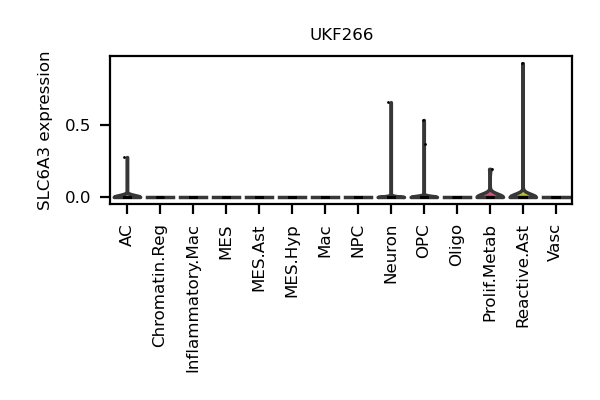 UKF266
SLC6A3 expression
0.5
0.0
AC
Chromatin.Reg
Inflammatory.Mac
MES
MES.Ast
MES.Hyp
Mac
NPC
Neuron
OPC
Oligo
Prolif.Metab
Reactive.Ast
Vasc